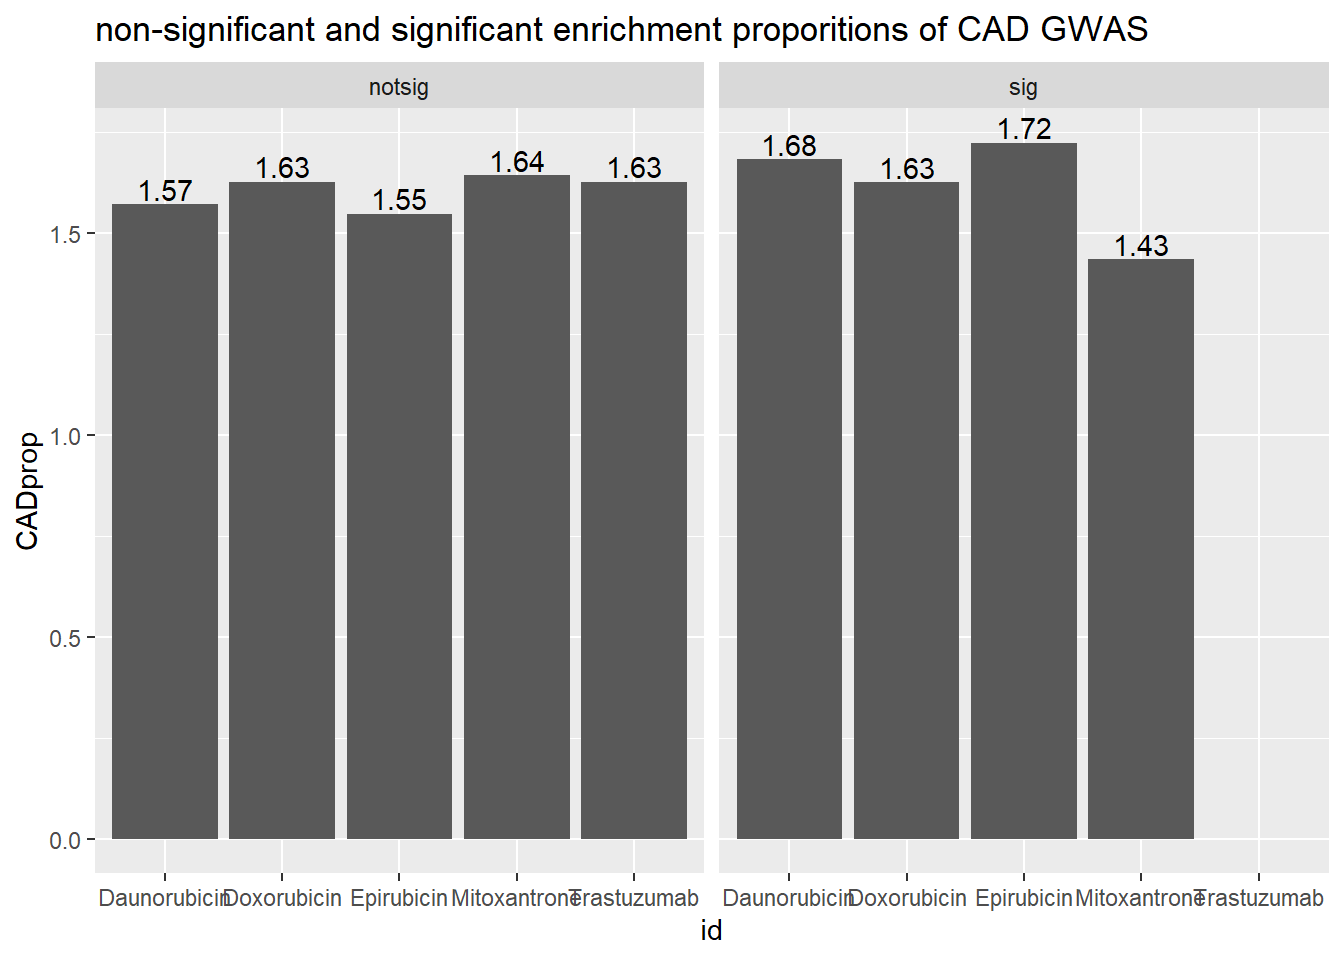 non-significant and significant enrichment proporitions of CAD GWAS
notsig
sig
1.57
1.63
1.55
1.64
1.63
1.68
1.63
1.72
1.43
CADprop
1.5
1.0
0.5
0.0
Daunorubicin Doxorubicin Epirubicin Mitoxantrone Trastuzumab
Daunorubicin Doxorubicin Epirubicin Mitoxantrone Trastuzumab
id